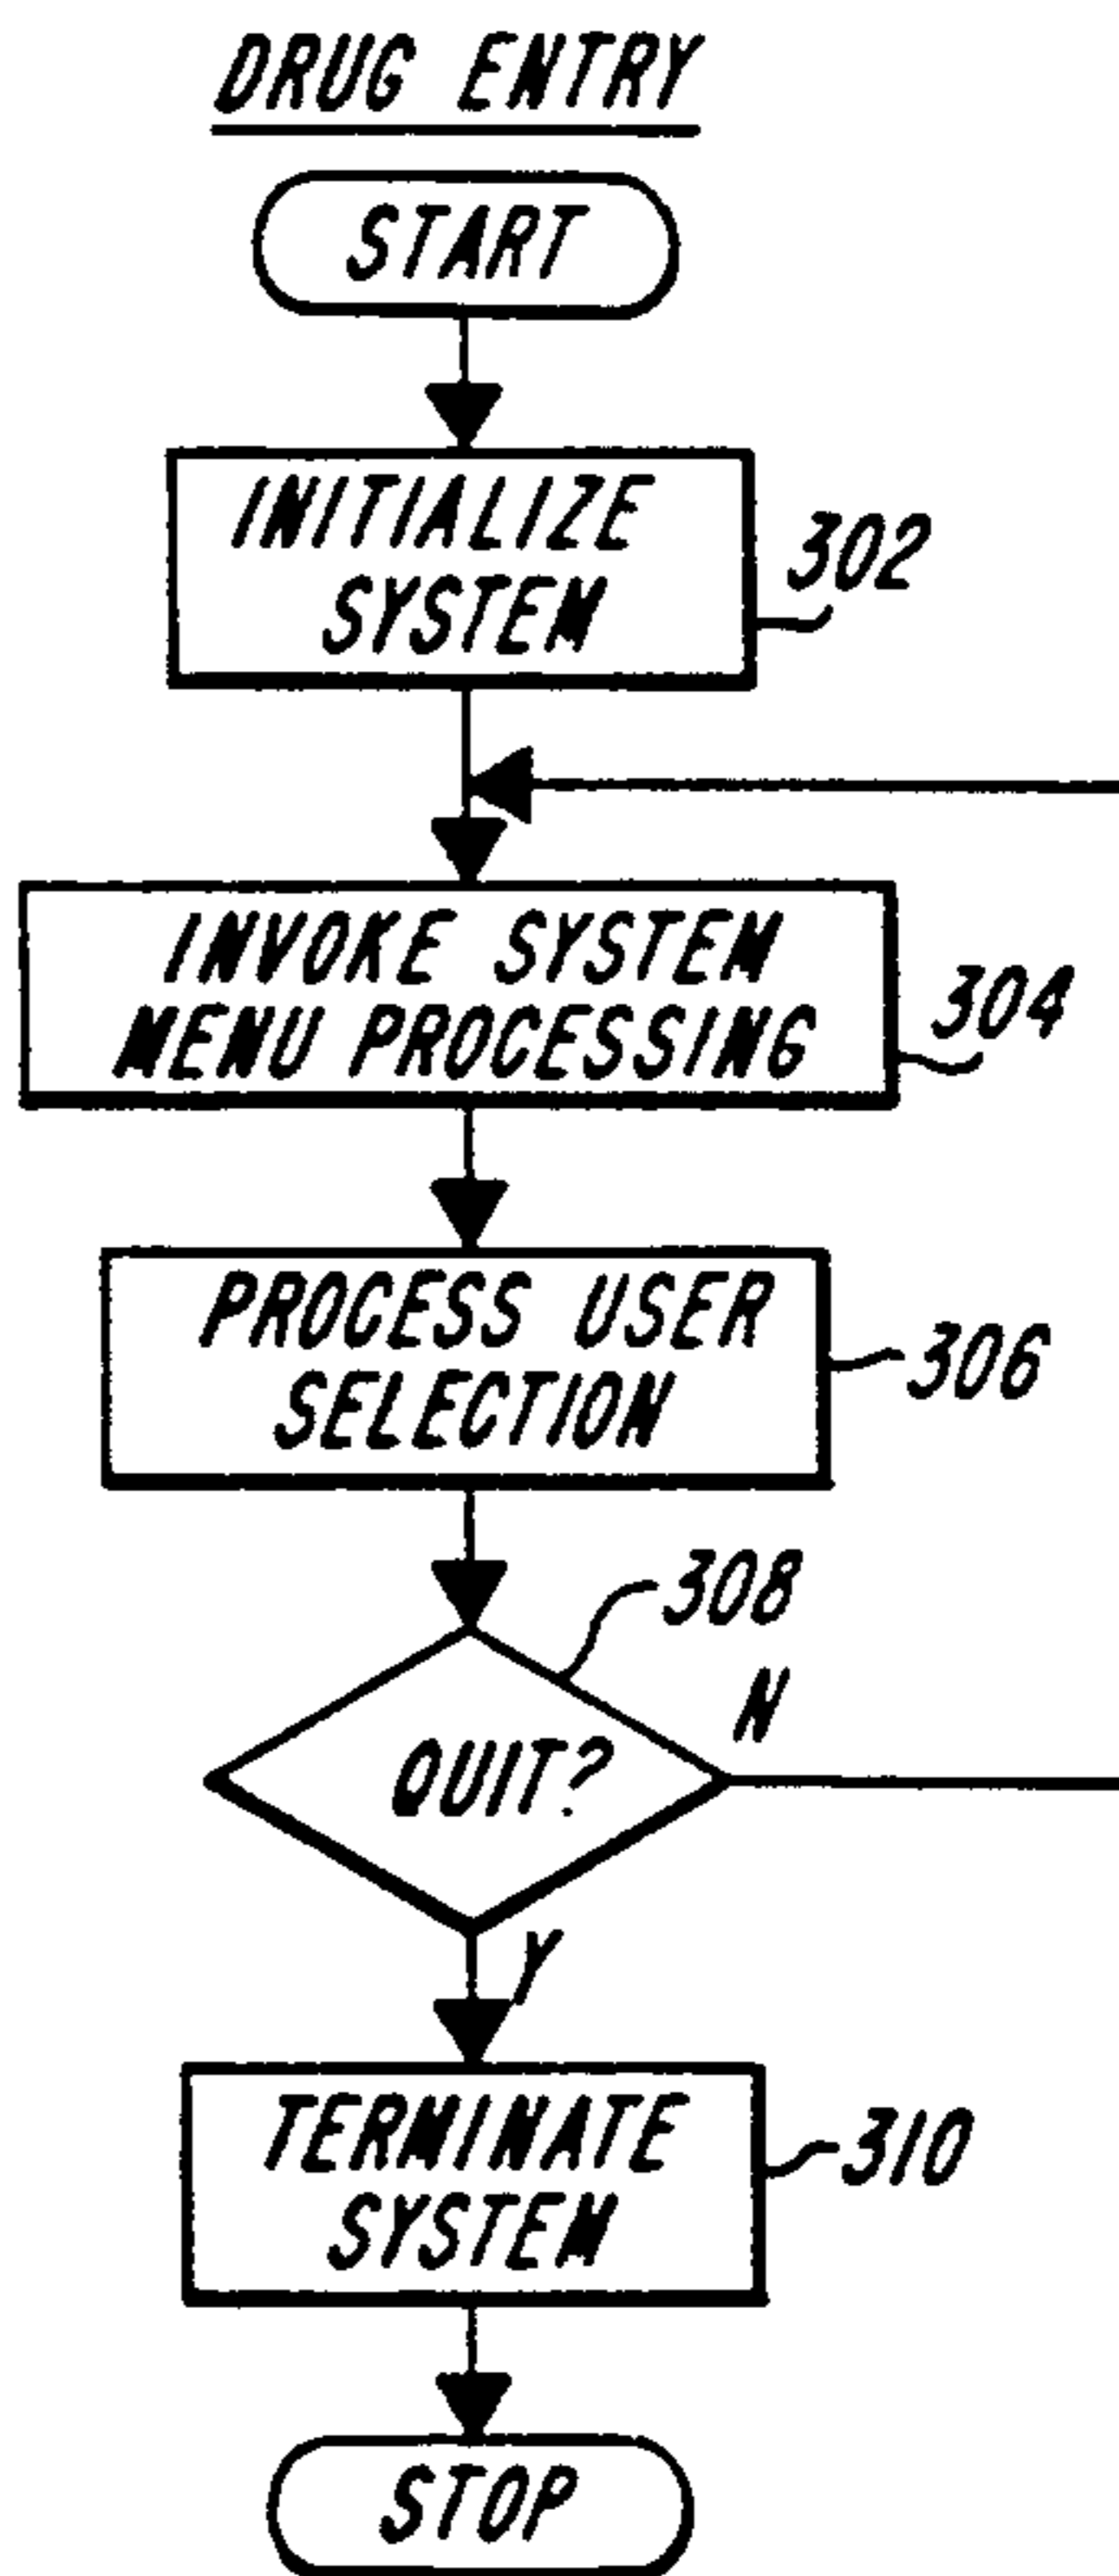 DRUG ENTRY
START
INITIALIZE
SYSTEM
302
INVOKE SYSTEM
MENU PROCESSING
304
PROCESS USER
SELECTION
306
308
N
QUIT?
Y
TERMINATE
SYSTEM
310
STOP